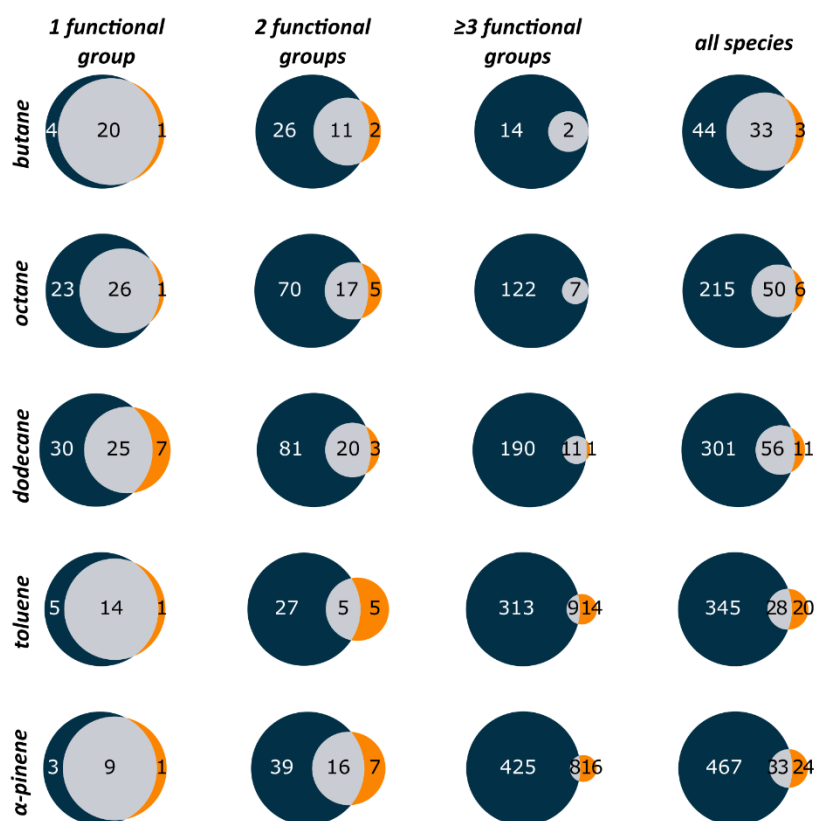 1 functional group
2 functional groups
≥3 functional groups
all species
butane
4 20 1
26 11 2
14 2
44 33 3
octane
23 26 1
70 17 5
122 7
215 50 6
dodecane
30 25 7
81 20 3
190 11 1
301 56 11
toluene
5 14 1
27 5 5
313 9 14
345 28 20
α-pinene
3 9 1
39 16 7
425 8 16
467 33 24